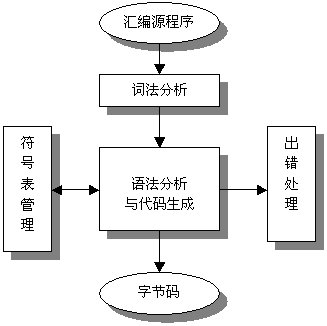 汇编源程序
词法分析
符号表管理
语法分析
与代码生成
出错处理
字节码